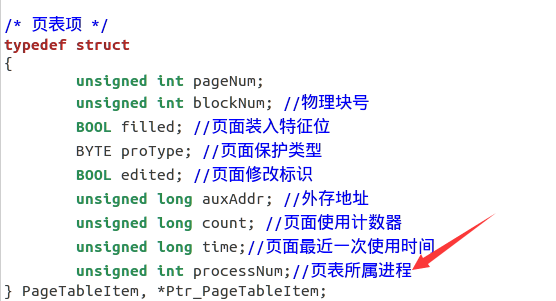 /* 页表项 */
typedef struct
{
unsigned int pageNum;
unsigned int blockNum; //物理块号
BOOL filled; //页面装入特征位
BYTE proType; //页面保护类型
BOOL edited; //页面修改标识
unsigned long auxAddr; //外存地址
unsigned long count; //页面使用计数器
unsigned long time;//页面最近一次使用时间
unsigned int processNum;//页表所属进程
} PageTableItem, *Ptr_PageTableItem;